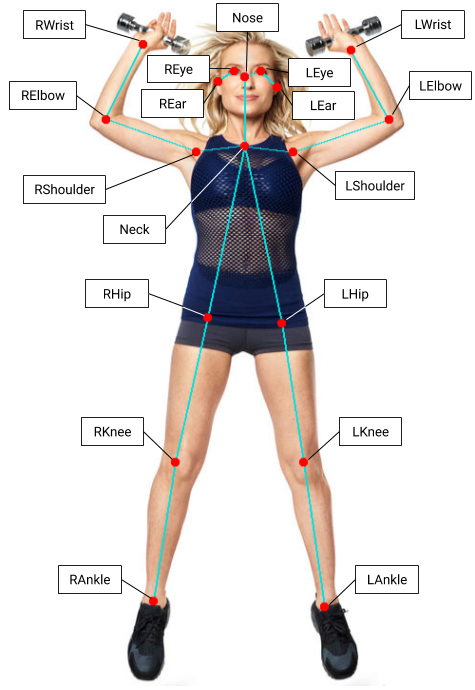 Nose
RWrist
LWrist
REye
LEye
RElbow
LElbow
REar
LEar
RShoulder
LShoulder
Neck
RHip
LHip
RKnee
LKnee
RAnkle
LAnkle